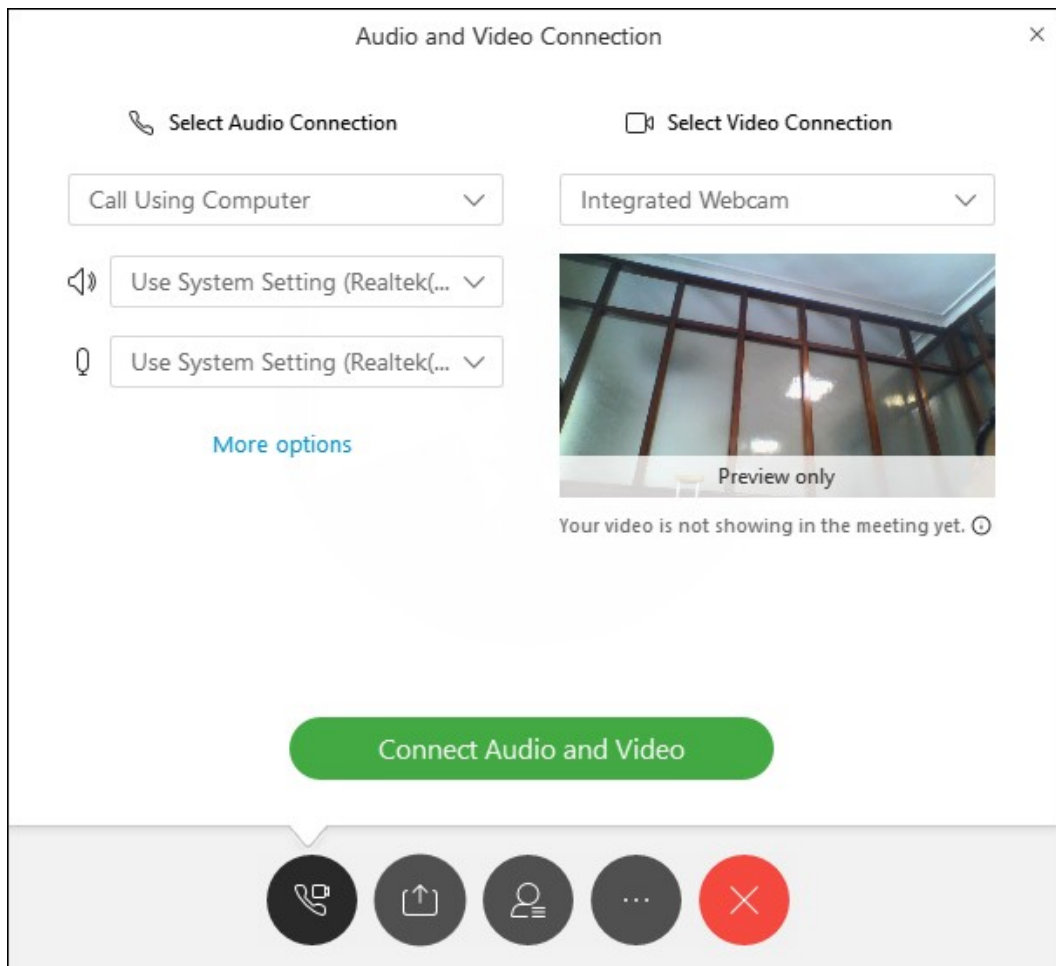 Audio and Video Connection
Select Audio Connection
Call Using Computer
Use System Setting (Realtek(...
Use System Setting (Realtek(...
More options
Select Video Connection
Integrated Webcam
Preview only
Your video is not showing in the meeting yet.
Connect Audio and Video